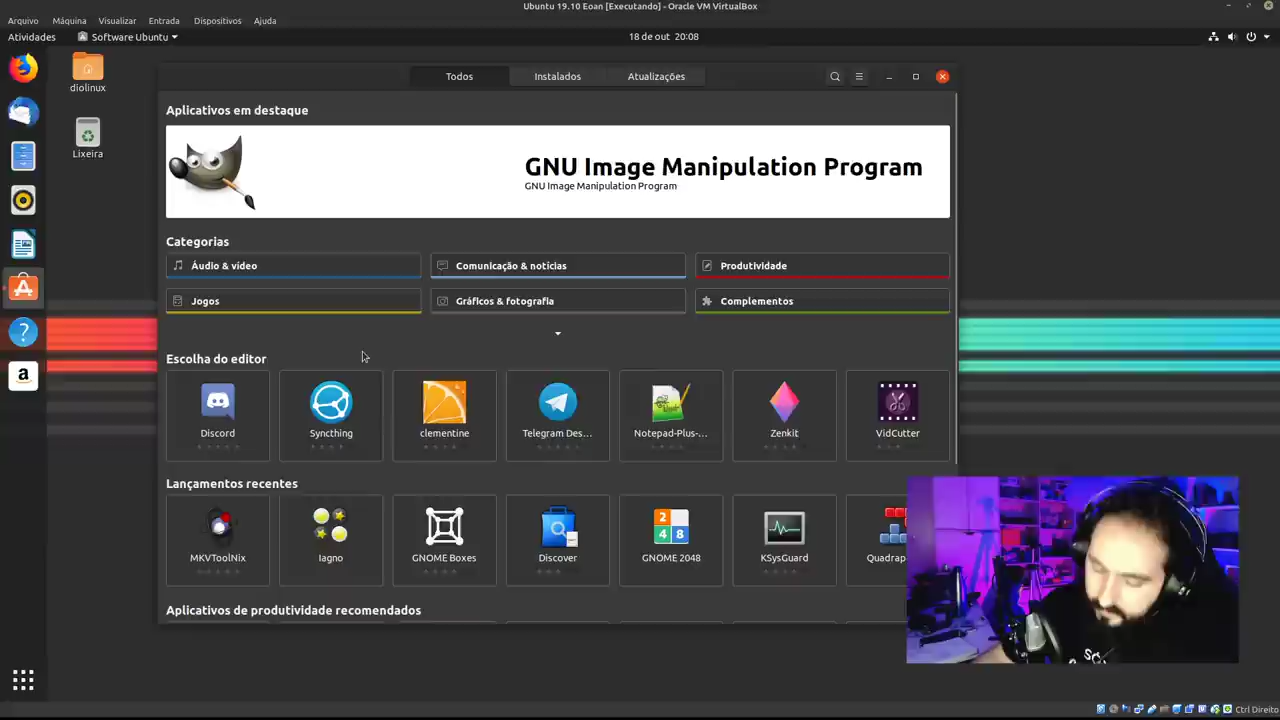 Ubuntu 19.10 Eoan [Executando] - Oracle VM VirtualBox
Arquivo Máquina Visualizar Entrada Dispositivos Ajuda
Atividades Software Ubuntu 18 de out 20:08
diolinux
Lixeira
Todos Instalados Atualizações
Aplicativos em destaque
GNU Image Manipulation Program
GNU Image Manipulation Program
Categorias
Áudio & vídeo Comunicação & notícias Produtividade
Jogos Gráficos & fotografia Complementos
Escolha do editor
Discord Syncthing clementine Telegram Des... Notepad-Plus-... Zenkit VidCutter
Lançamentos recentes
2
4 8
MKVToolNix Iagno GNOME Boxes Discover GNOME 2048 KSysGuard Quadrap
Aplicativos de produtividade recomendados
Ctrl Direito